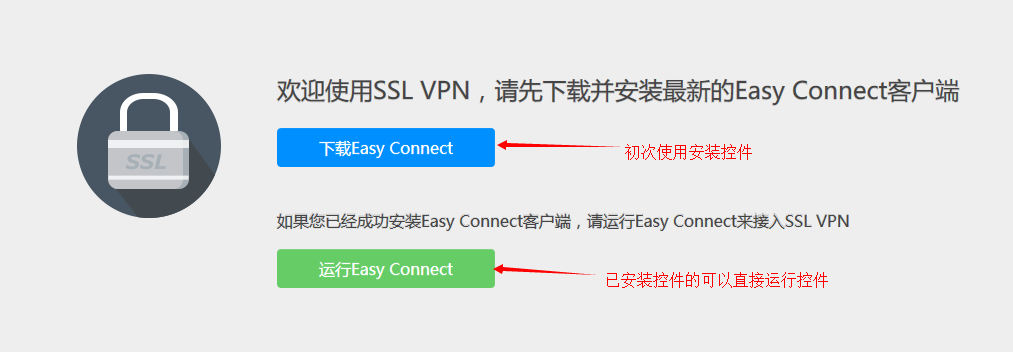 欢迎使用SSL VPN，请先下载并安装最新的Easy Connect客户端
SSL
下载Easy Connect
初次使用安装控件
如果您已经成功安装Easy Connect客户端，请运行Easy Connect来接入SSL VPN
运行Easy Connect
已安装控件的可以直接运行控件